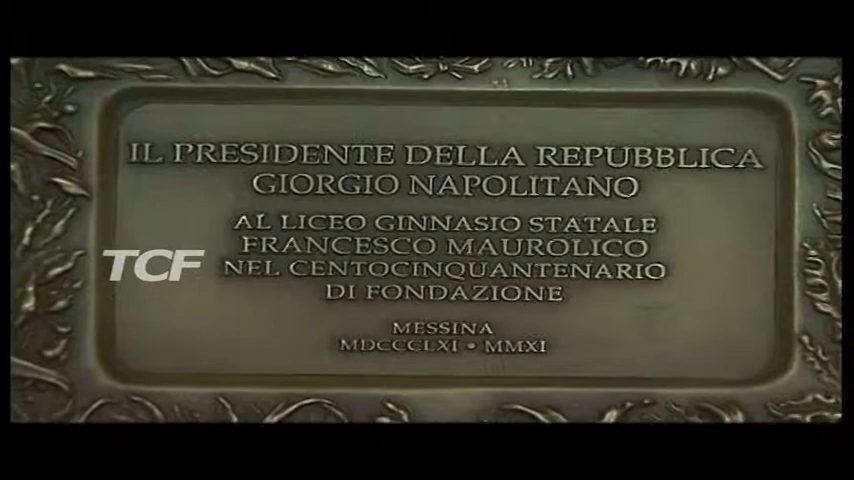 IL PRESIDENTE DELLA REPUBBLICA
GIORGIO NAPOLITANO
AL LICEO GINNASIO STATALE
FRANCESCO MAUROLICO
TCF
NEL CENTOCINQUANTENARIO
DI FONDAZIONE
MESSINA
MDCCCLXI • MMXI